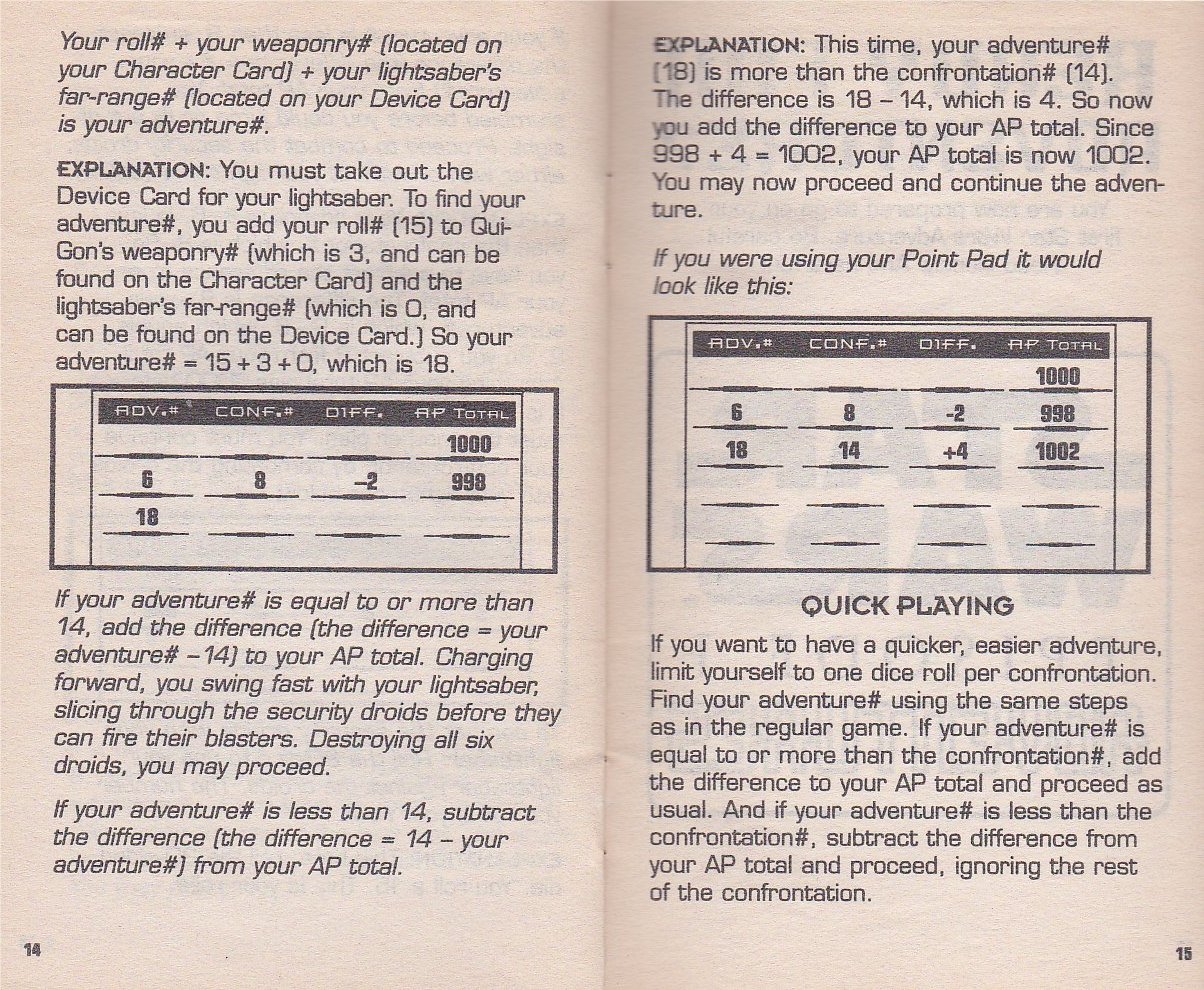 Your roll# + your weaponry# (located on
your Character Card) + your lightsaber's
far-range# (located on your Device Card)
is your adventure#.
EXPLANATION: You must take out the
Device Card for your lightsaber. To find your
adventure#, you add your roll# (15) to Qui-
Gon's weaponry# (which is 3, and can be
found on the Character Card) and the
lightsaber's far-range# (which is 0, and
can be found on the Device Card.) So your
adventure# = 15 + 3 + 0, which is 18.
ADV.# CONF.# DIFF. AP TOTAL
1000
6 8 -2 998
18
If your adventure# is equal to or more than
14, add the difference (the difference = your
adventure# – 14) to your AP total. Charging
forward, you swing fast with your lightsaber,
slicing through the security droids before they
can fire their blasters. Destroying all six
droids, you may proceed.
If your adventure# is less than 14, subtract
the difference (the difference = 14 – your
adventure#) from your AP total.
14
EXPLANATION: This time, your adventure#
(18) is more than the confrontation# (14).
The difference is 18 – 14, which is 4. So now
you add the difference to your AP total. Since
998 + 4 = 1002, your AP total is now 1002.
You may now proceed and continue the adven-
ture.
If you were using your Point Pad it would
look like this:
ADV.# CONF.# DIFF. AP TOTAL
1000
6 8 -2 998
18 14 +4 1002
QUICK PLAYING
If you want to have a quicker, easier adventure,
limit yourself to one dice roll per confrontation.
Find your adventure# using the same steps
as in the regular game. If your adventure# is
equal to or more than the confrontation#, add
the difference to your AP total and proceed as
usual. And if your adventure# is less than the
confrontation#, subtract the difference from
your AP total and proceed, ignoring the rest
of the confrontation.
15